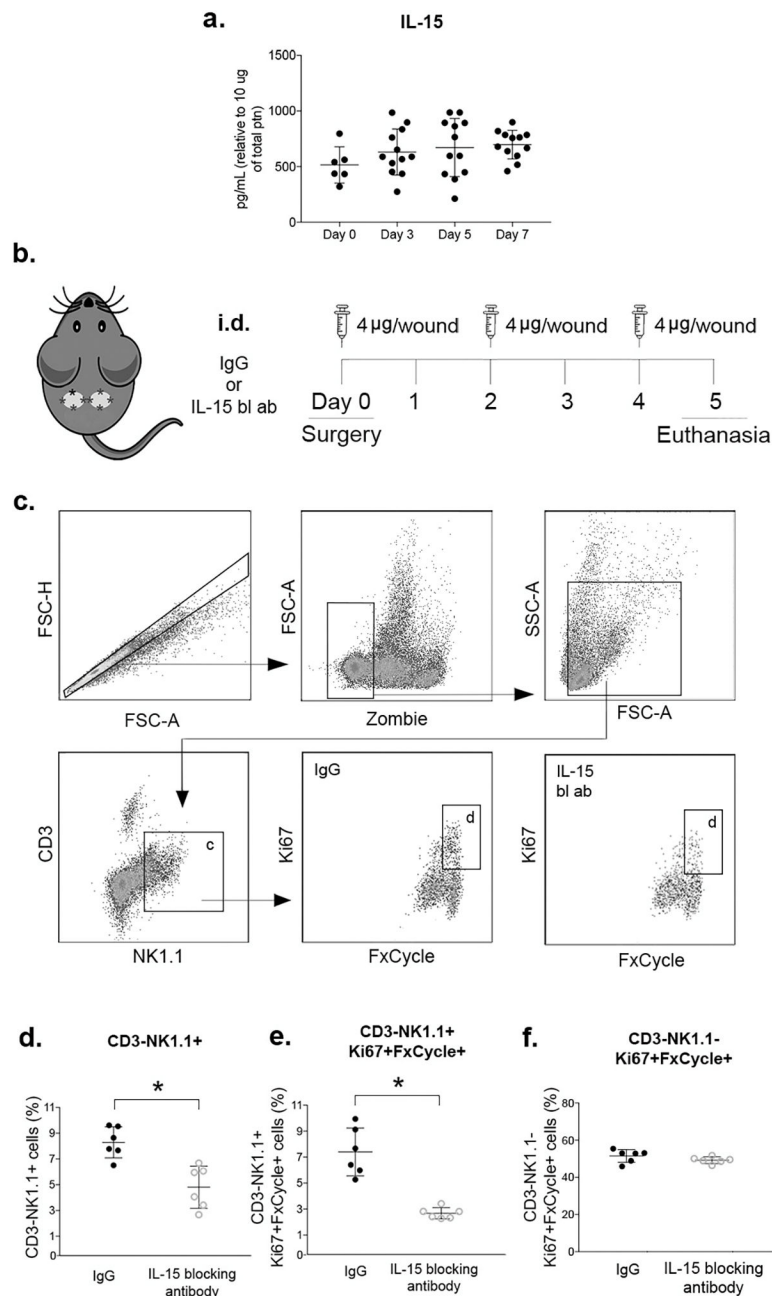 a.
IL-15
pg/mL (relative to 10 ug
of total ptn)
1500
1000
500
0
Day 0 Day 3 Day 5 Day 7
b.
i.d.
IgG
or
IL-15 bl ab
4 µg/wound 4 µg/wound 4 µg/wound
Day 0 1 2 3 4 5
Surgery Euthanasia
c.
FSC-H
FSC-A
FSC-A
Zombie
SSC-A
FSC-A
CD3
c
NK1.1
IgG
d
Ki67
FxCycle
IL-15
bl ab
d
Ki67
FxCycle
d.
CD3-NK1.1+
CD3-NK1.1+ cells (%)
11
9
7
5
3
2
1
0
*
IgG
IL-15 blocking
antibody
e.
CD3-NK1.1+
Ki67+FxCycle+
CD3-NK1.1+
Ki67+FxCycle+ cells (%)
11
9
7
5
3
2
1
0
*
IgG
IL-15 blocking
antibody
f.
CD3-NK1.1-
Ki67+FxCycle+
CD3-NK1.1-
Ki67+FxCycle+ cells (%)
80
60
40
20
0
IgG
IL-15 blocking
antibody